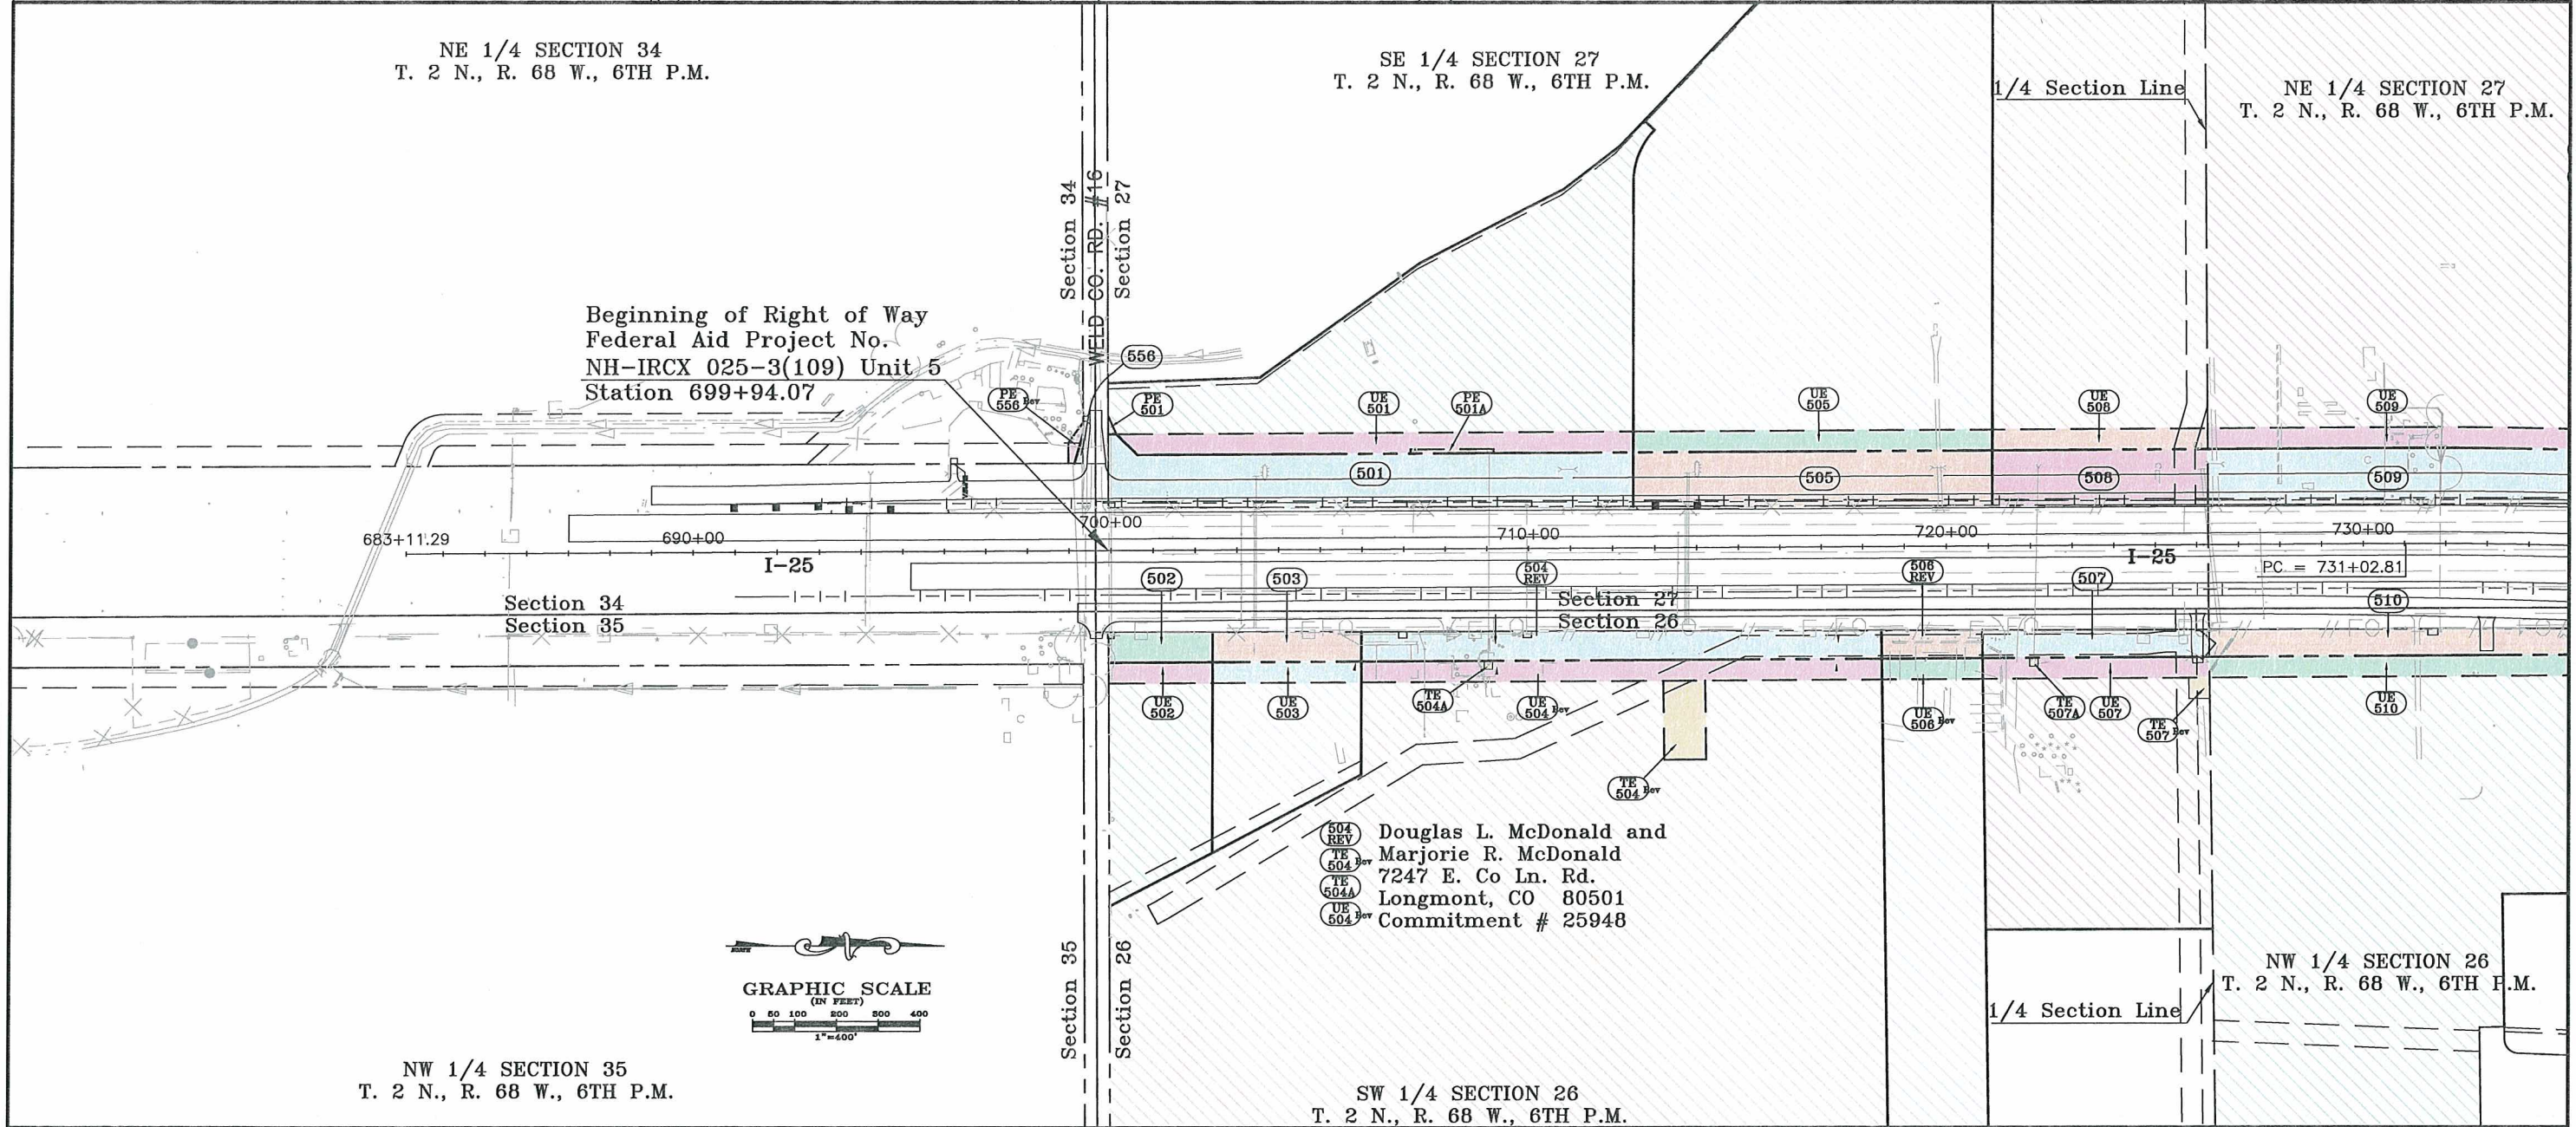 NE 1/4 SECTION 34
T. 2 N., R. 68 W., 6TH P.M.
SE 1/4 SECTION 27
T. 2 N., R. 68 W., 6TH P.M.
1/4 Section Line
NE 1/4 SECTION 27
T. 2 N., R. 68 W., 6TH P.M.
Section 34
WELD CO. RD. #16
Section 27
Beginning of Right of Way
Federal Aid Project No.
NH-IRCX 025-3(109) Unit 5
Station 699+94.07
556
PE
556 Rev
PE
501
UE
501
PE
501A
UE
505
UE
508
UE
509
501
505
508
509
683+11.29
690+00
700+00
710+00
720+00
730+00
I-25
I-25
PC = 731+02.81
502
503
504
REV
506
REV
507
510
Section 34
Section 35
Section 27
Section 26
UE
502
UE
503
TE
504A
UE
504 Rev
UE
506 Rev
TE
507A
UE
507
TE
507 Rev
UE
510
TE
504 Rev
504
REV
TE
504 Rev
TE
504A
UE
504 Rev
Douglas L. McDonald and
Marjorie R. McDonald
7247 E. Co Ln. Rd.
Longmont, CO 80501
Commitment # 25948
NORTH
GRAPHIC SCALE
(IN FEET)
0 50 100 200 300 400
1"=400'
Section 35
Section 26
NW 1/4 SECTION 26
T. 2 N., R. 68 W., 6TH P.M.
1/4 Section Line
NW 1/4 SECTION 35
T. 2 N., R. 68 W., 6TH P.M.
SW 1/4 SECTION 26
T. 2 N., R. 68 W., 6TH P.M.